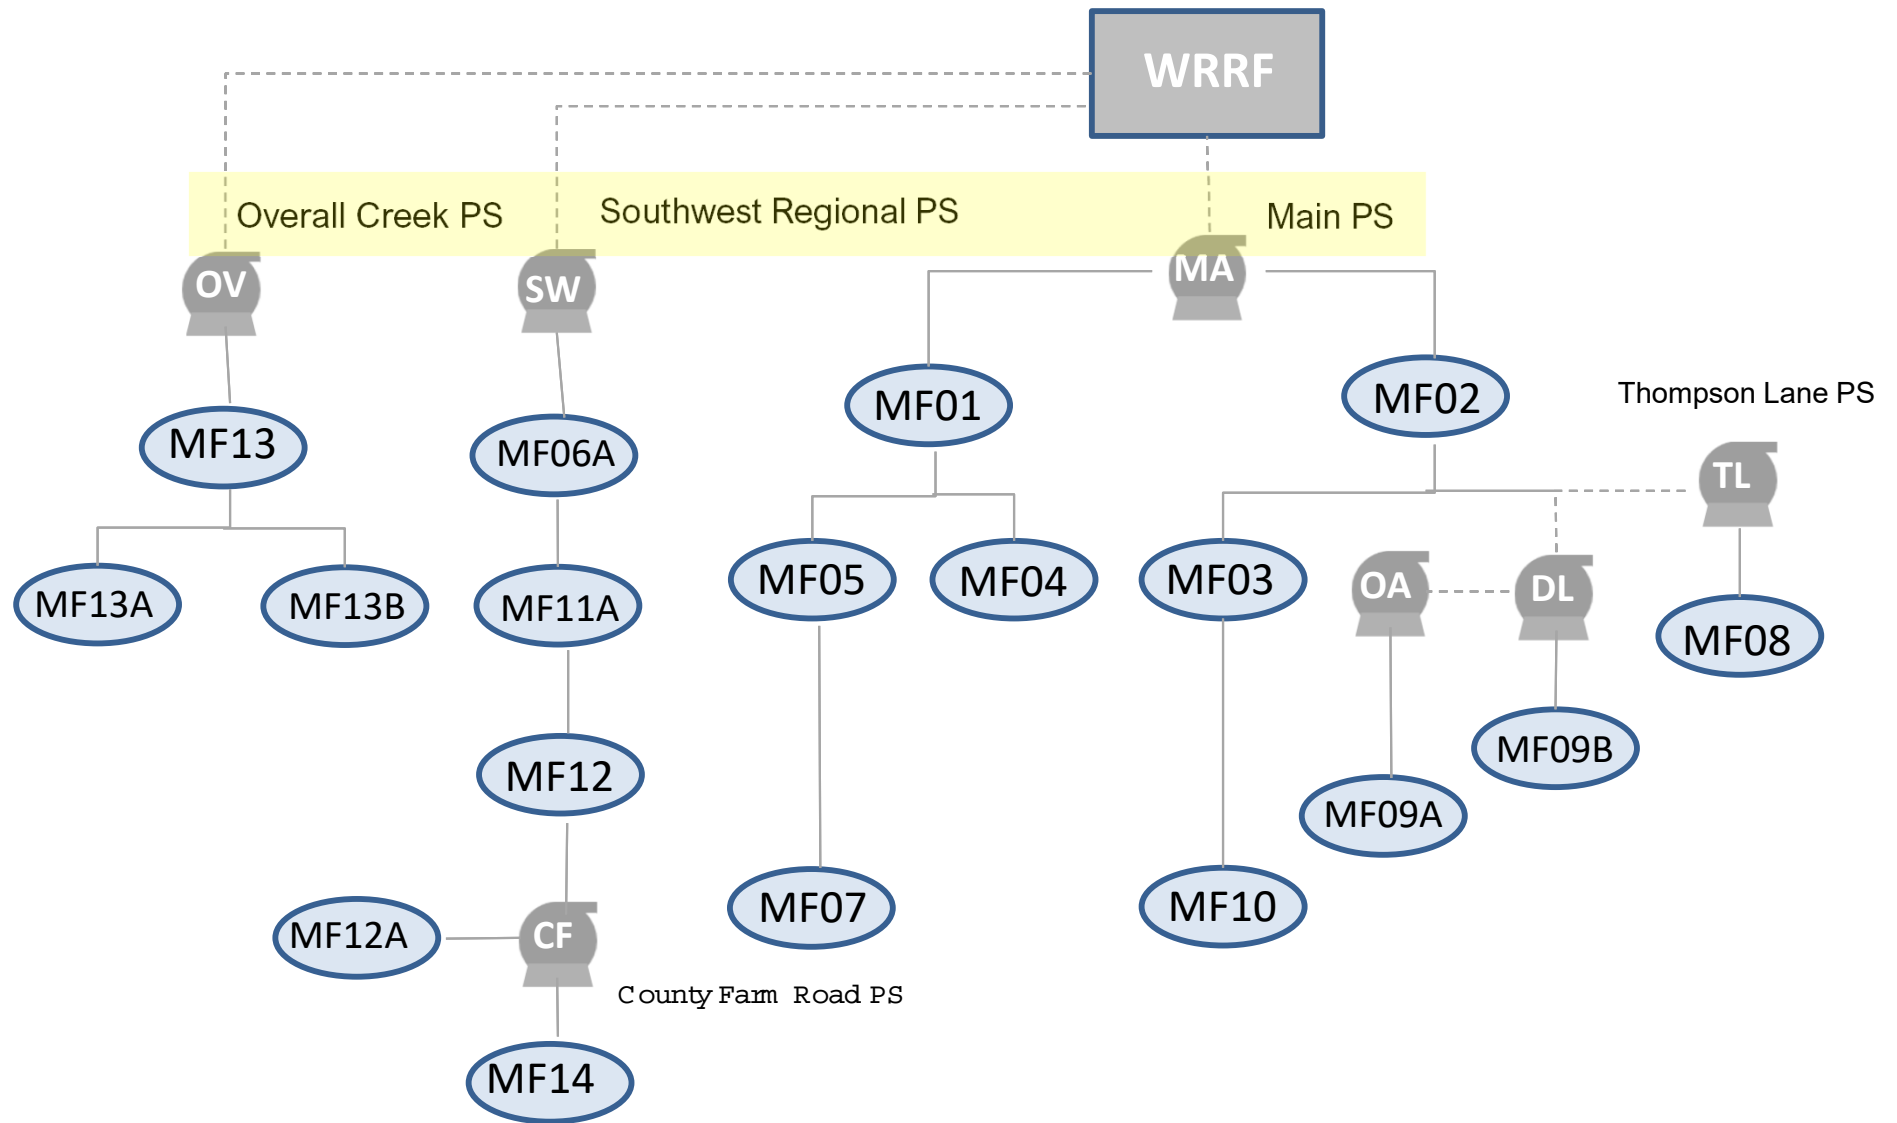 WRRF
Overall Creek PS
Southwest Regional PS
Main PS
OV
SW
MA
MF13
MF06A
MF01
MF02
Thompson Lane PS
TL
MF13A
MF13B
MF11A
MF05
MF04
MF03
OA
DL
MF08
MF12
MF09B
MF09A
MF12A
CF
MF07
MF10
County Farm Road PS
MF14